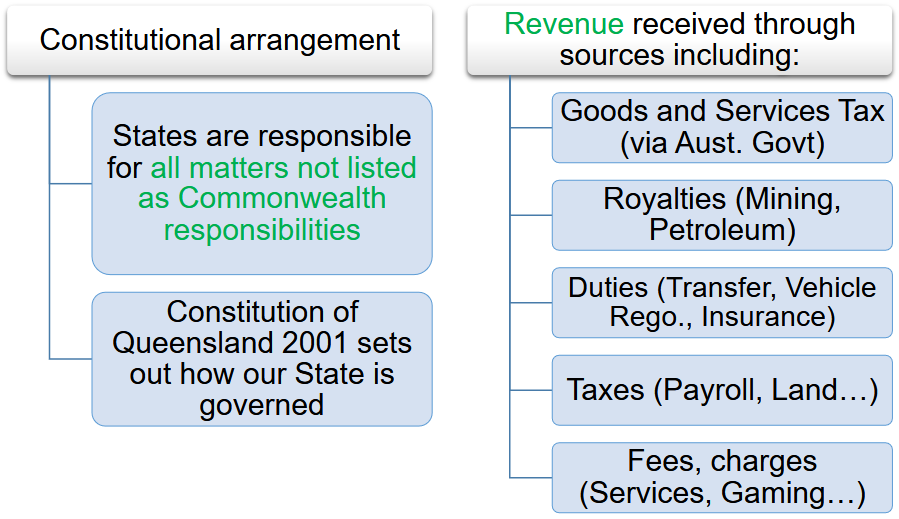 Constitutional arrangement
States are responsible
for all matters not listed
as Commonwealth
responsibilities
Constitution of
Queensland 2001 sets
out how our State is
governed
Revenue received through
sources including:
Goods and Services Tax
(via Aust. Govt)
Royalties (Mining,
Petroleum)
Duties (Transfer, Vehicle
Rego., Insurance)
Taxes (Payroll, Land…)
Fees, charges
(Services, Gaming…)